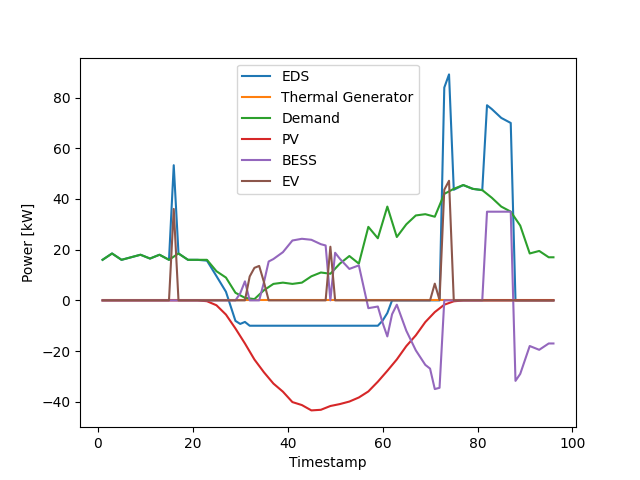 EDS
Thermal Generator
Demand
PV
BESS
EV
Power [kW]
80
60
40
20
0
−20
−40
0 20 40 60 80 100
Timestamp